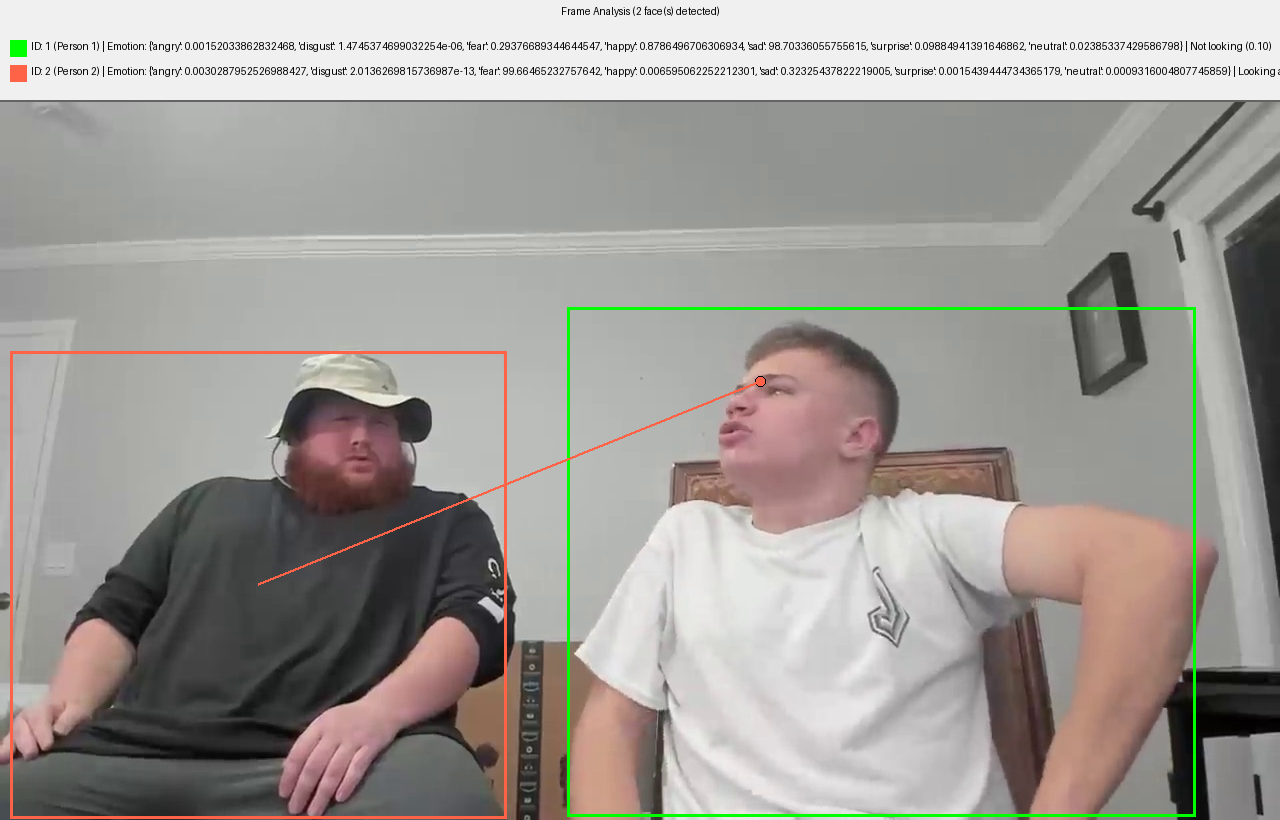 Frame Analysis (2 face(s) detected)
ID: 1 (Person 1) | Emotion: {'angry': 0.00152033862832468, 'disgust': 1.4745374699032254e-06, 'fear': 0.29376689344644547, 'happy': 0.8786496706306934, 'sad': 98.70336055755615, 'surprise': 0.09884941391646862, 'neutral': 0.02385337429586798} | Not looking (0.10)
ID: 2 (Person 2) | Emotion: {'angry': 0.0030287952526988427, 'disgust': 2.0136269815736987e-13, 'fear': 99.66465232757642, 'happy': 0.006595062252212301, 'sad': 0.32325437822219005, 'surprise': 0.0015439444734365179, 'neutral': 0.0009316004807745859} | Looking